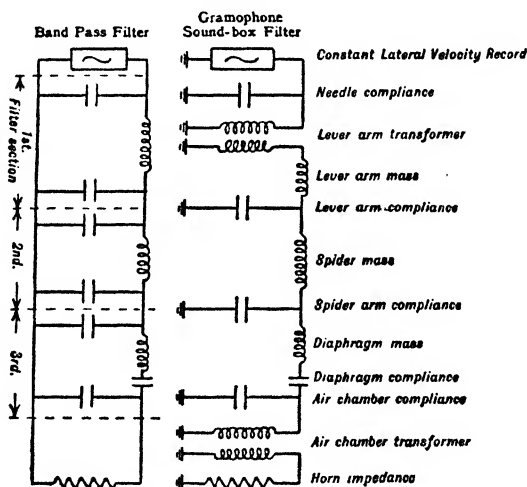 Band Pass Filter
Gramophone
Sound-box Filter
1st.
Filter section
2nd.
3rd.
Constant Lateral Velocity Record
Needle compliance
Lever arm transformer
Lever arm mass
Lever arm compliance
Spider mass
Spider arm compliance
Diaphragm mass
Diaphragm compliance
Air chamber compliance
Air chamber transformer
Horn impedance